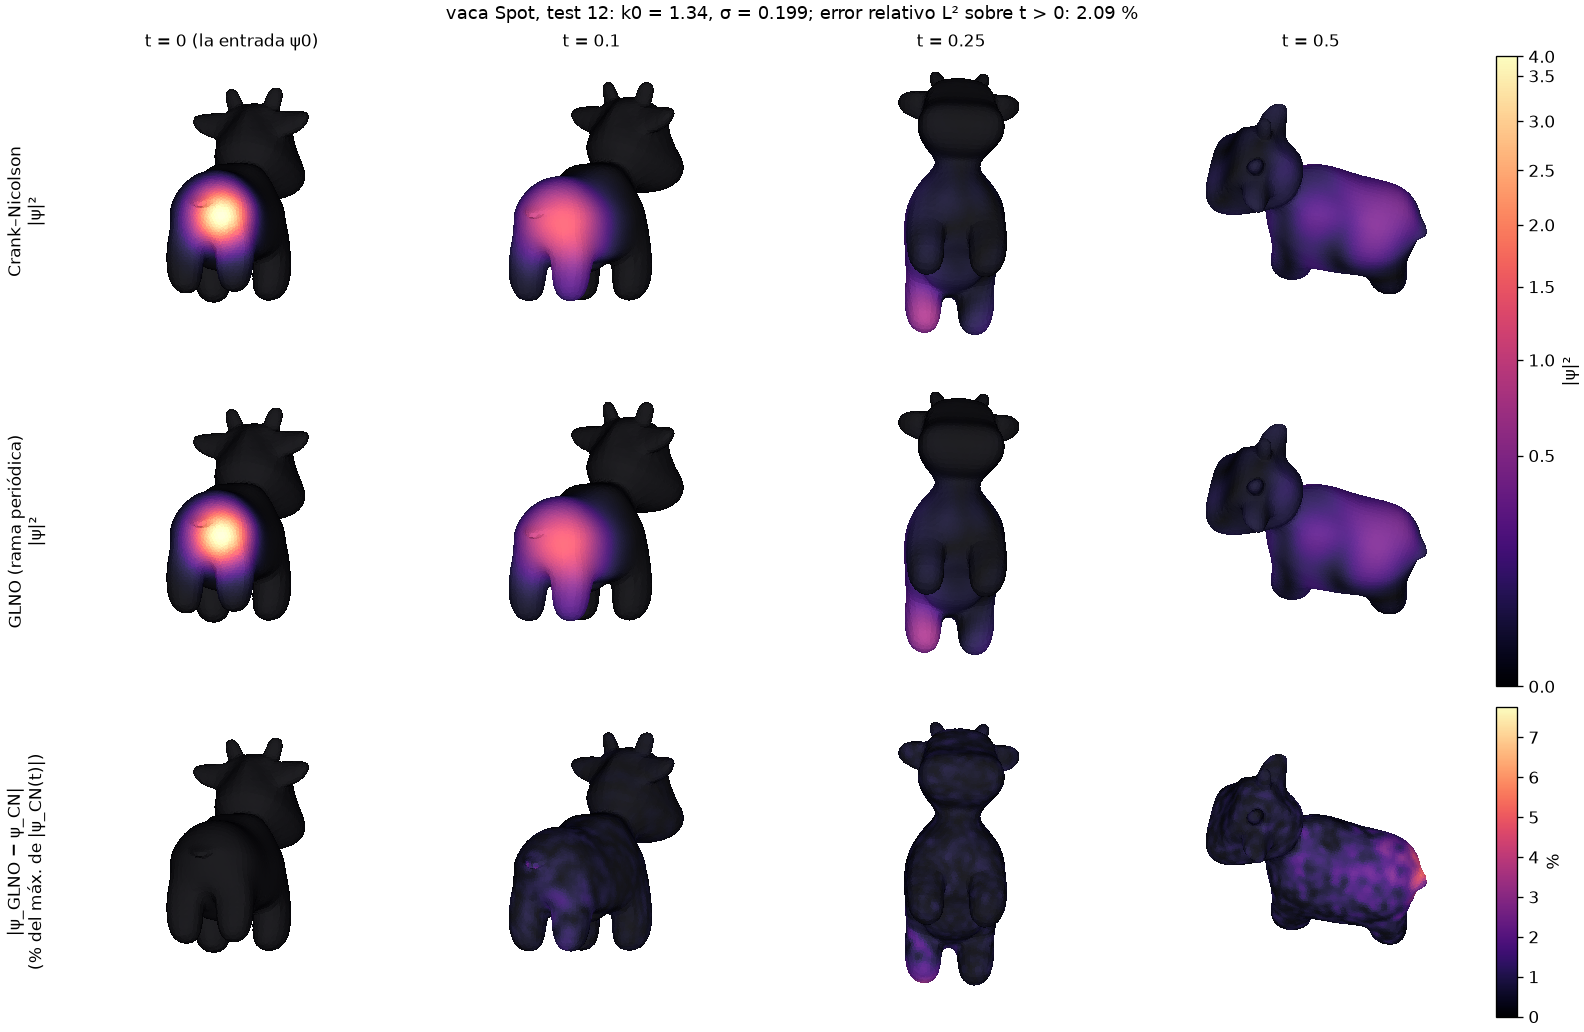 vaca Spot, test 12: k0 = 1.34, σ = 0.199; error relativo L² sobre t > 0: 2.09 %
t = 0 (la entrada ψ0)
t = 0.1
t = 0.25
t = 0.5
Crank–Nicolson
|ψ|²
4.0
3.5
3.0
2.5
2.0
1.5
1.0
0.5
0.0
|ψ|²
GLNO (rama periódica)
|ψ|²
|ψ_GLNO − ψ_CN|
(% del máx. de |ψ_CN(t)|)
7
6
5
4
3
2
1
0
%